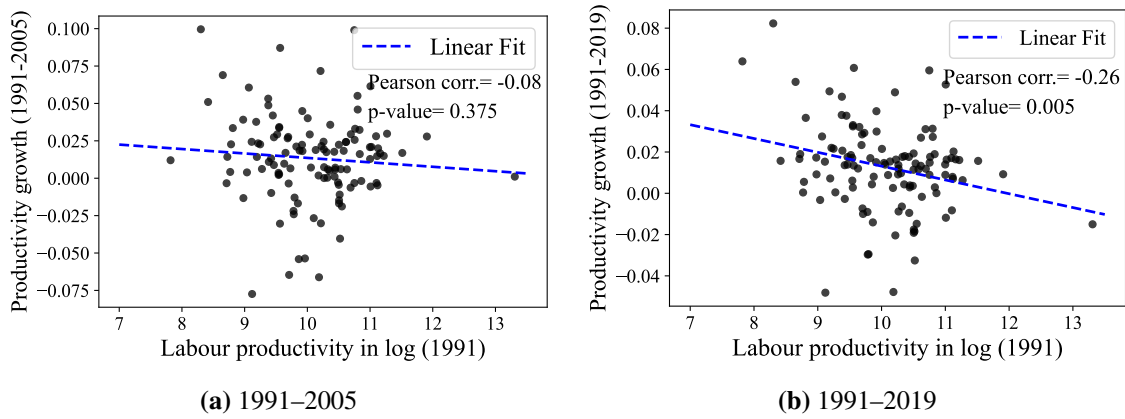 0.100
0.075
0.050
0.025
0.000
−0.025
−0.050
−0.075
Productivity growth (1991-2005)
Linear Fit
Pearson corr.= -0.08
p-value= 0.375
7 8 9 10 11 12 13
Labour productivity in log (1991)
(a) 1991–2005
0.08
0.06
0.04
0.02
0.00
−0.02
−0.04
Productivity growth (1991-2019)
Linear Fit
Pearson corr.= -0.26
p-value= 0.005
7 8 9 10 11 12 13
Labour productivity in log (1991)
(b) 1991–2019